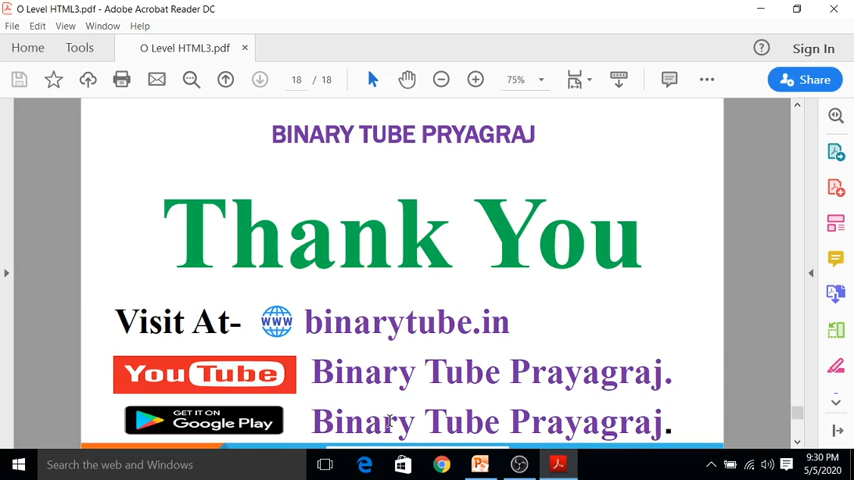 O Level HTML3.pdf - Adobe Acrobat Reader DC
File Edit View Window Help
Home Tools O Level HTML3.pdf × Sign In
18 / 18 75% Share
BINARY TUBE PRYAGRAJ
Thank You
Visit At- WWW binarytube.in
YouTube Binary Tube Prayagraj.
GET IT ON
Google Play Binary Tube Prayagraj.
Search the web and Windows
9:30 PM
5/5/2020